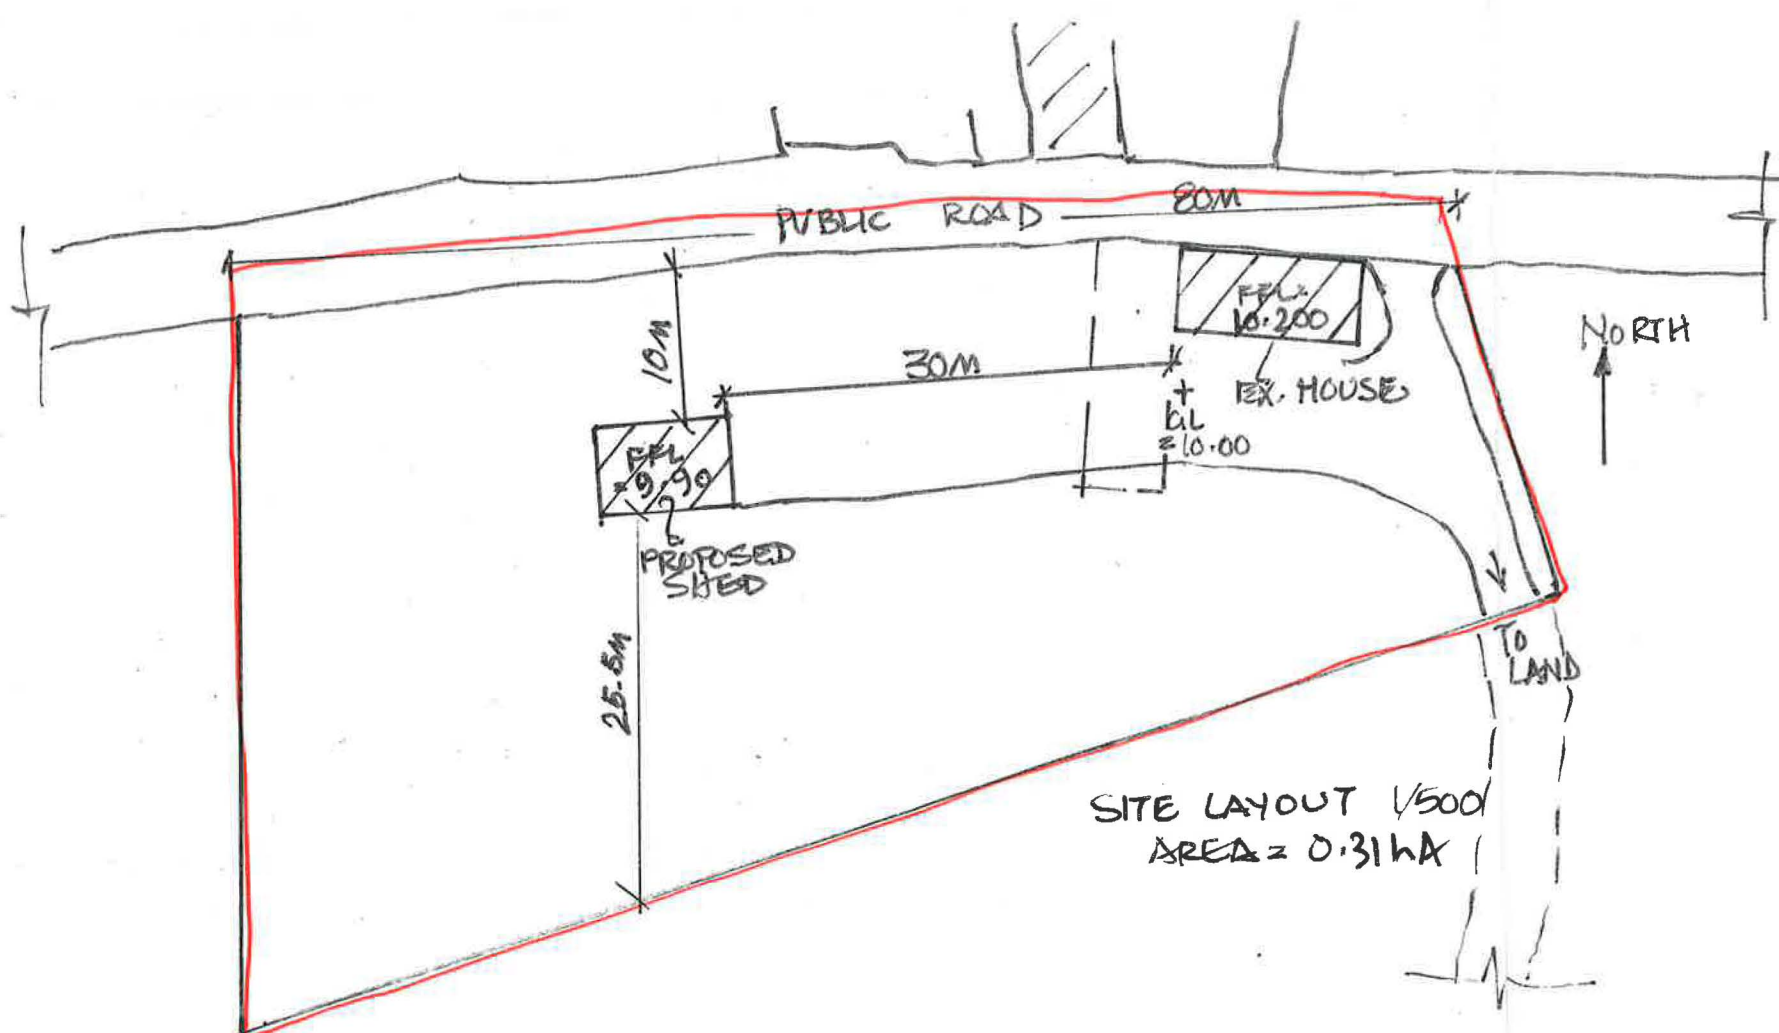 PUBLIC ROAD
80M
10M
30M
FFL=
10.200
EX. HOUSE
NORTH
GL
=10.00
FFL
=9.90
PROPOSED
SHED
25.5M
TO
LAND
SITE LAYOUT 1/500
AREA = 0.31hA